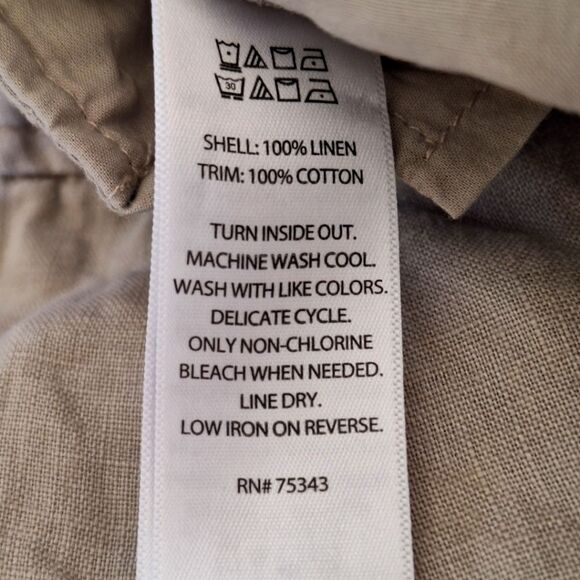 30
SHELL: 100% LINEN
TRIM: 100% COTTON
TURN INSIDE OUT.
MACHINE WASH COOL.
WASH WITH LIKE COLORS.
DELICATE CYCLE.
ONLY NON-CHLORINE
BLEACH WHEN NEEDED.
LINE DRY.
LOW IRON ON REVERSE.
RN# 75343